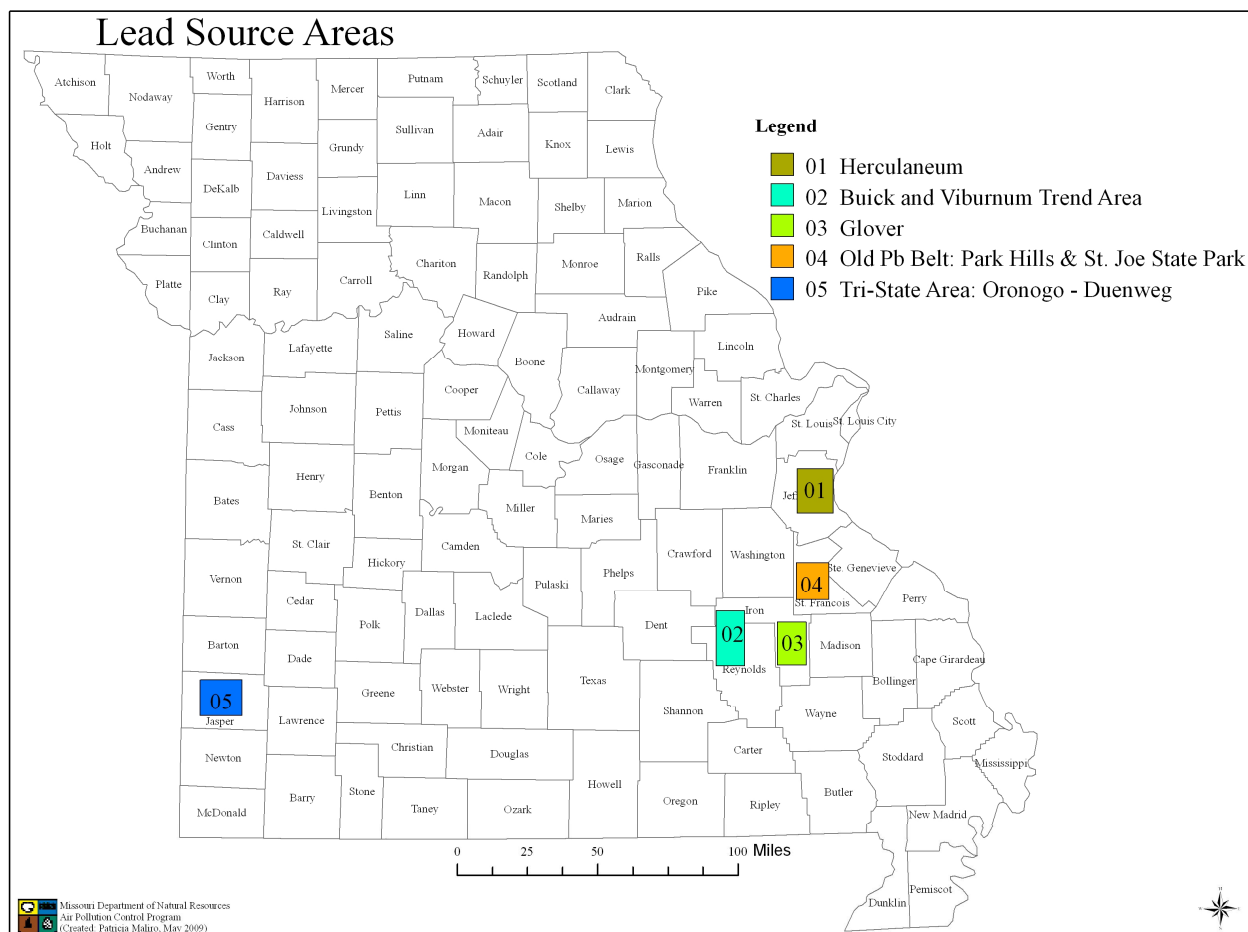 Lead Source Areas
Legend
01 Herculaneum
02 Buick and Viburnum Trend Area
03 Glover
04 Old Pb Belt: Park Hills & St. Joe State Park
05 Tri-State Area: Oronogo - Duenweg
Atchison
Nodaway
Worth
Harrison
Mercer
Putnam
Schuyler
Scotland
Clark
Holt
Andrew
Gentry
DeKalb
Daviess
Grundy
Sullivan
Adair
Knox
Lewis
Buchanan
Clinton
Caldwell
Livingston
Linn
Macon
Shelby
Marion
Platte
Clay
Ray
Carroll
Chariton
Randolph
Monroe
Ralls
Pike
Audrain
Jackson
Lafayette
Saline
Howard
Boone
Callaway
Montgomery
Lincoln
Warren
St. Charles
St. Louis
St. Louis City
Cass
Johnson
Pettis
Cooper
Moniteau
Cole
Osage
Gasconade
Franklin
Jef
01
Bates
Henry
Benton
Morgan
Miller
Maries
Crawford
Washington
Vernon
St. Clair
Hickory
Camden
Pulaski
Phelps
Dent
Iron
04
St. Francois
Ste. Genevieve
Perry
Cedar
Polk
Dallas
Laclede
02
03
Reynolds
Madison
Bollinger
Cape Girardeau
Barton
Dade
Greene
Webster
Wright
Texas
Shannon
Wayne
Scott
05
Jasper
Lawrence
Christian
Douglas
Howell
Carter
Stoddard
Mississippi
Newton
Barry
Stone
Taney
Ozark
Oregon
Ripley
Butler
New Madrid
McDonald
Dunklin
Pemiscot
0 25 50 100 Miles
Missouri Department of Natural Resources
Air Pollution Control Program
(Created: Patricia Maliro, May 2009)